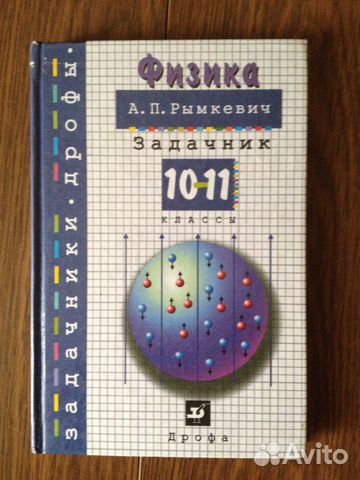 Физика
А.П.Рымкевич
Задачник
10-11
классы
Дрофа
задачники·дрофы·
Avito